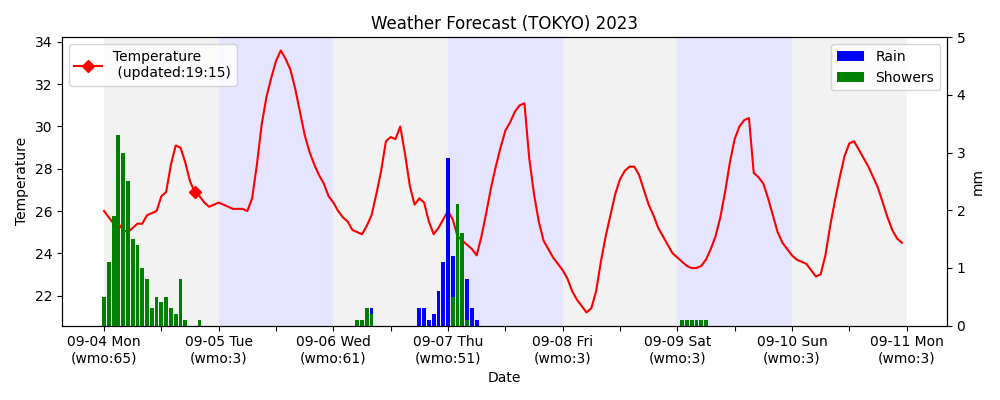 Weather Forecast (TOKYO) 2023
Temperature
(updated:19:15)
Rain
Showers
34
32
30
28
26
24
22
Temperature
5
4
3
2
1
0
mm
09-04 Mon
(wmo:65)
09-05 Tue
(wmo:3)
09-06 Wed
(wmo:61)
09-07 Thu
(wmo:51)
09-08 Fri
(wmo:3)
09-09 Sat
(wmo:3)
09-10 Sun
(wmo:3)
09-11 Mon
(wmo:3)
Date